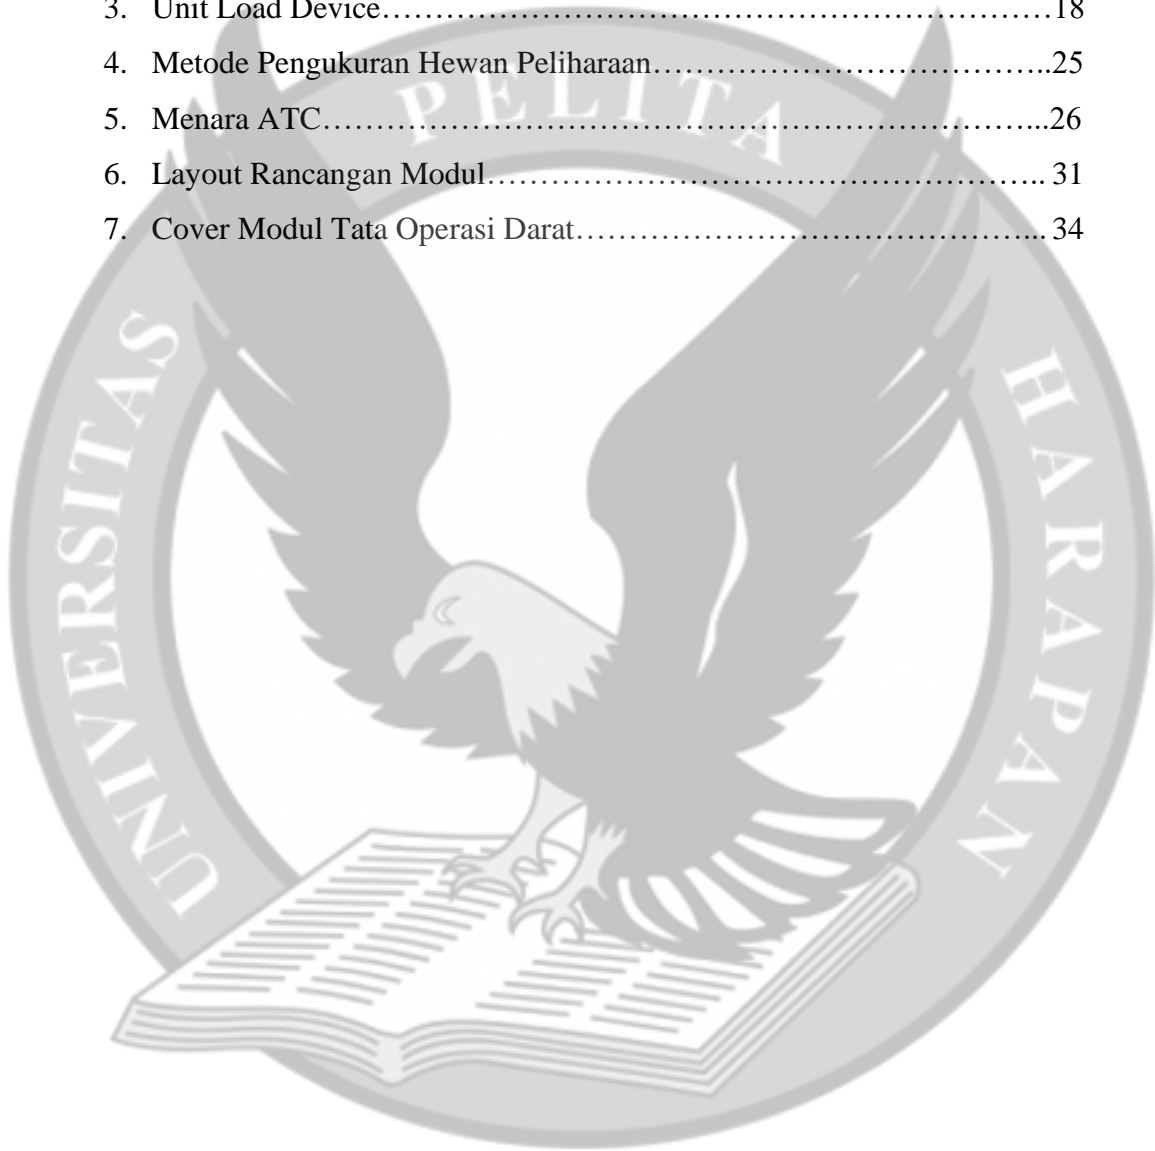 3. Unit Load Device……………………………………………………18
4. Metode Pengukuran Hewan Peliharaan………………………………..25
5. Menara ATC…………………………………………………………...26
6. Layout Rancangan Modul…………………………………………….. 31
7. Cover Modul Tata Operasi Darat……………………………………... 34
UNIVERSITAS PELITA HARAPAN